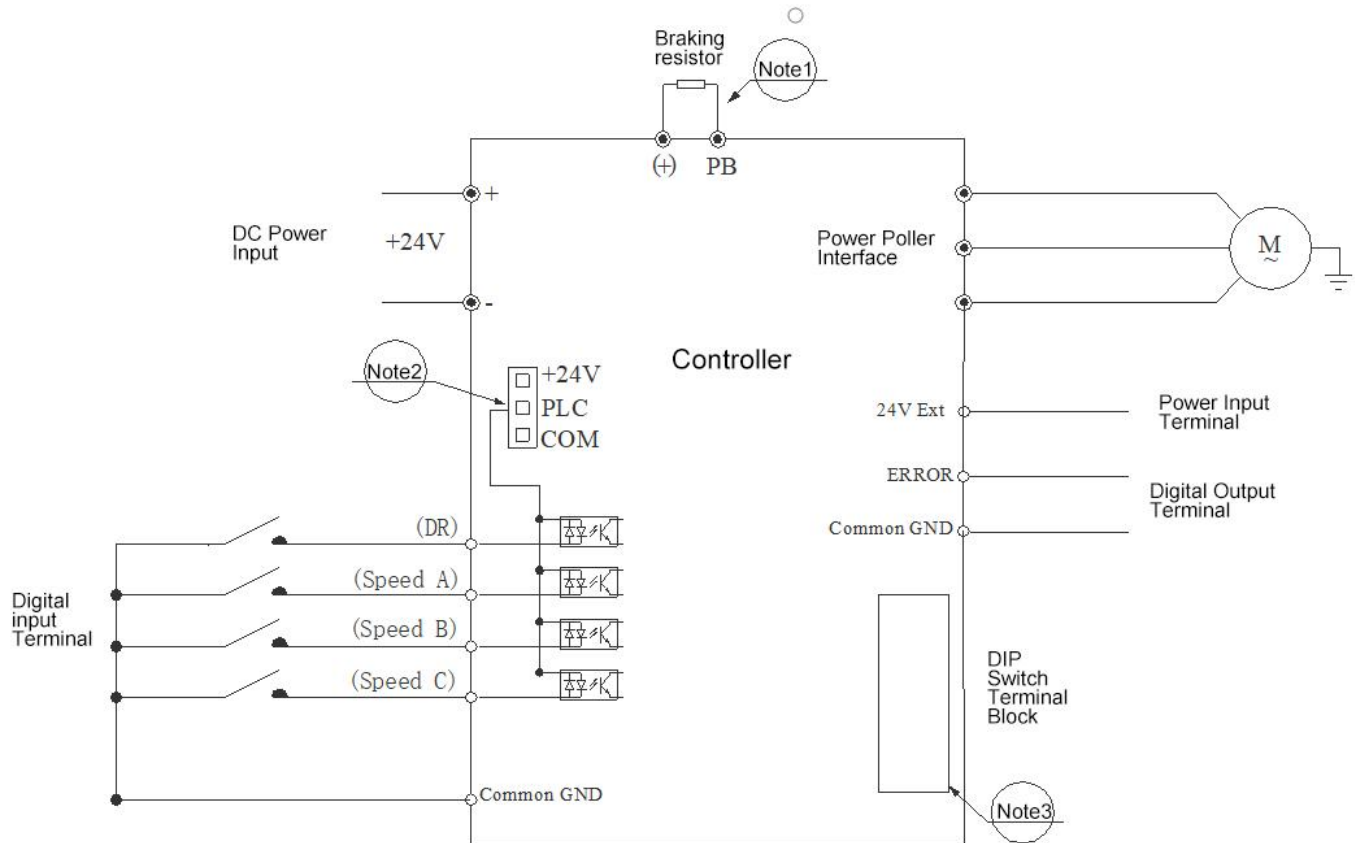 Braking
resistor
Note1
(+)
PB
+
DC Power
Input
+24V
-
Power Poller
Interface
M
~
Controller
Note2
+24V
PLC
COM
24V Ext
Power Input
Terminal
ERROR
Digital Output
Terminal
Common GND
(DR)
(Speed A)
(Speed B)
(Speed C)
Digital
input
Terminal
DIP
Switch
Terminal
Block
Common GND
Note3